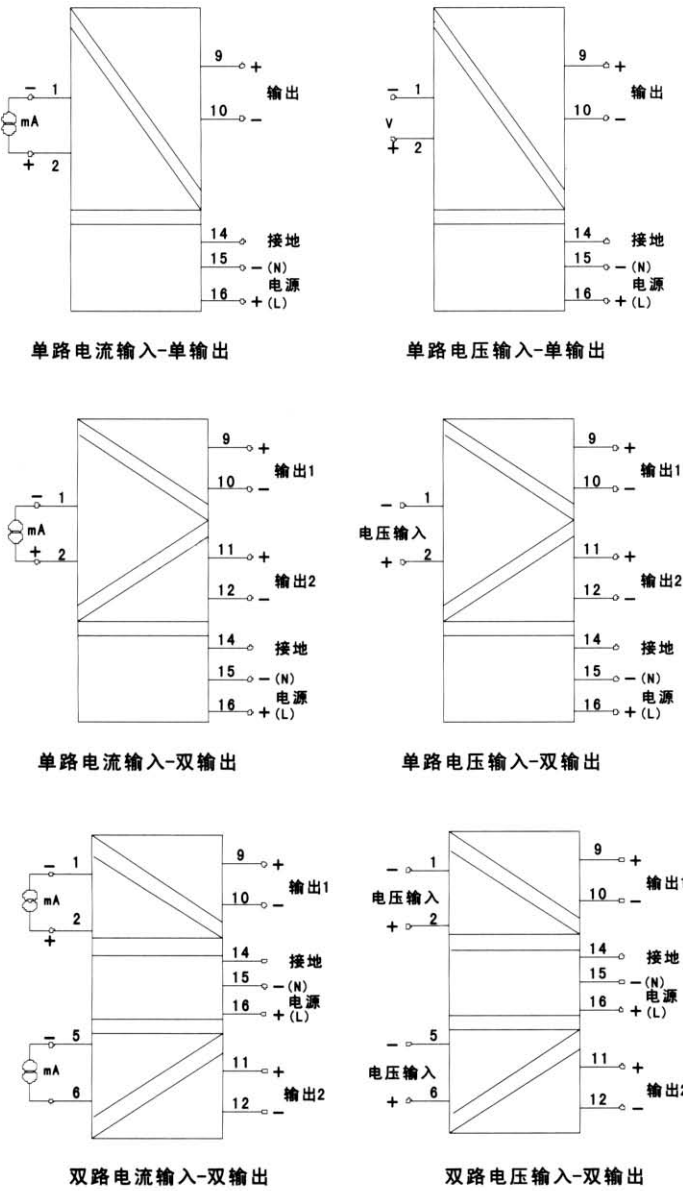 9 +
输出
− 1
10 −
mA
+ 2
14 接地
15 −(N)
电源
16 +(L)
单路电流输入-单输出
9 +
输出
− 1
10 −
V
+ 2
14 接地
15 −(N)
电源
16 +(L)
单路电压输入-单输出
9 +
输出1
10 −
− 1
mA
+ 2
11 +
输出2
12 −
14 接地
15 −(N)
电源
16 +(L)
单路电流输入-双输出
9 +
输出1
10 −
− 1
电压输入
+ 2
11 +
输出2
12 −
14 接地
15 −(N)
电源
16 +(L)
单路电压输入-双输出
− 1
9 +
输出1
mA
10 −
2
+
14 接地
15 −(N)
电源
16 +(L)
− 5
mA
6
11 +
输出2
12 −
双路电流输入-双输出
− 1
9 +
输出1
电压输入
10 −
+ 2
14 接地
15 −(N)
电源
16 +(L)
− 5
电压输入
+ 6
11 +
输出2
12 −
双路电压输入-双输出